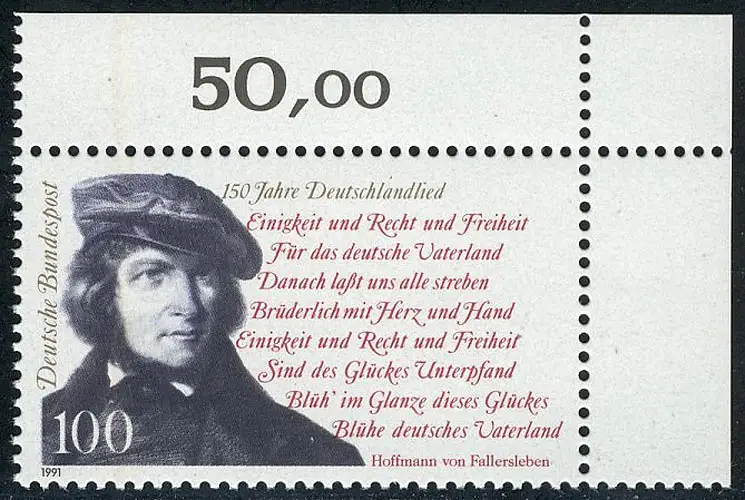 50,00
Deutsche Bundespost
150 Jahre Deutschlandlied
Einigkeit und Recht und Freiheit
Für das deutsche Vaterland
Danach laßt uns alle streben
Brüderlich mit Herz und Hand
Einigkeit und Recht und Freiheit
Sind des Glückes Unterpfand
Blüh' im Glanze dieses Glückes
Blühe deutsches Vaterland
100
Hoffmann von Fallersleben
1991